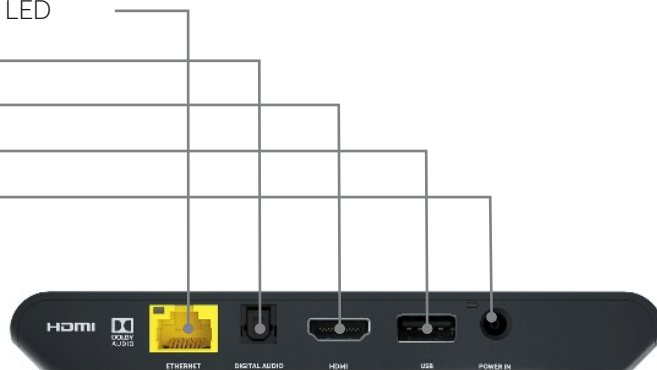 LED
HDMI
DOLBY
AUDIO
ETHERNET
DIGITAL AUDIO
HDMI
USB
POWER IN